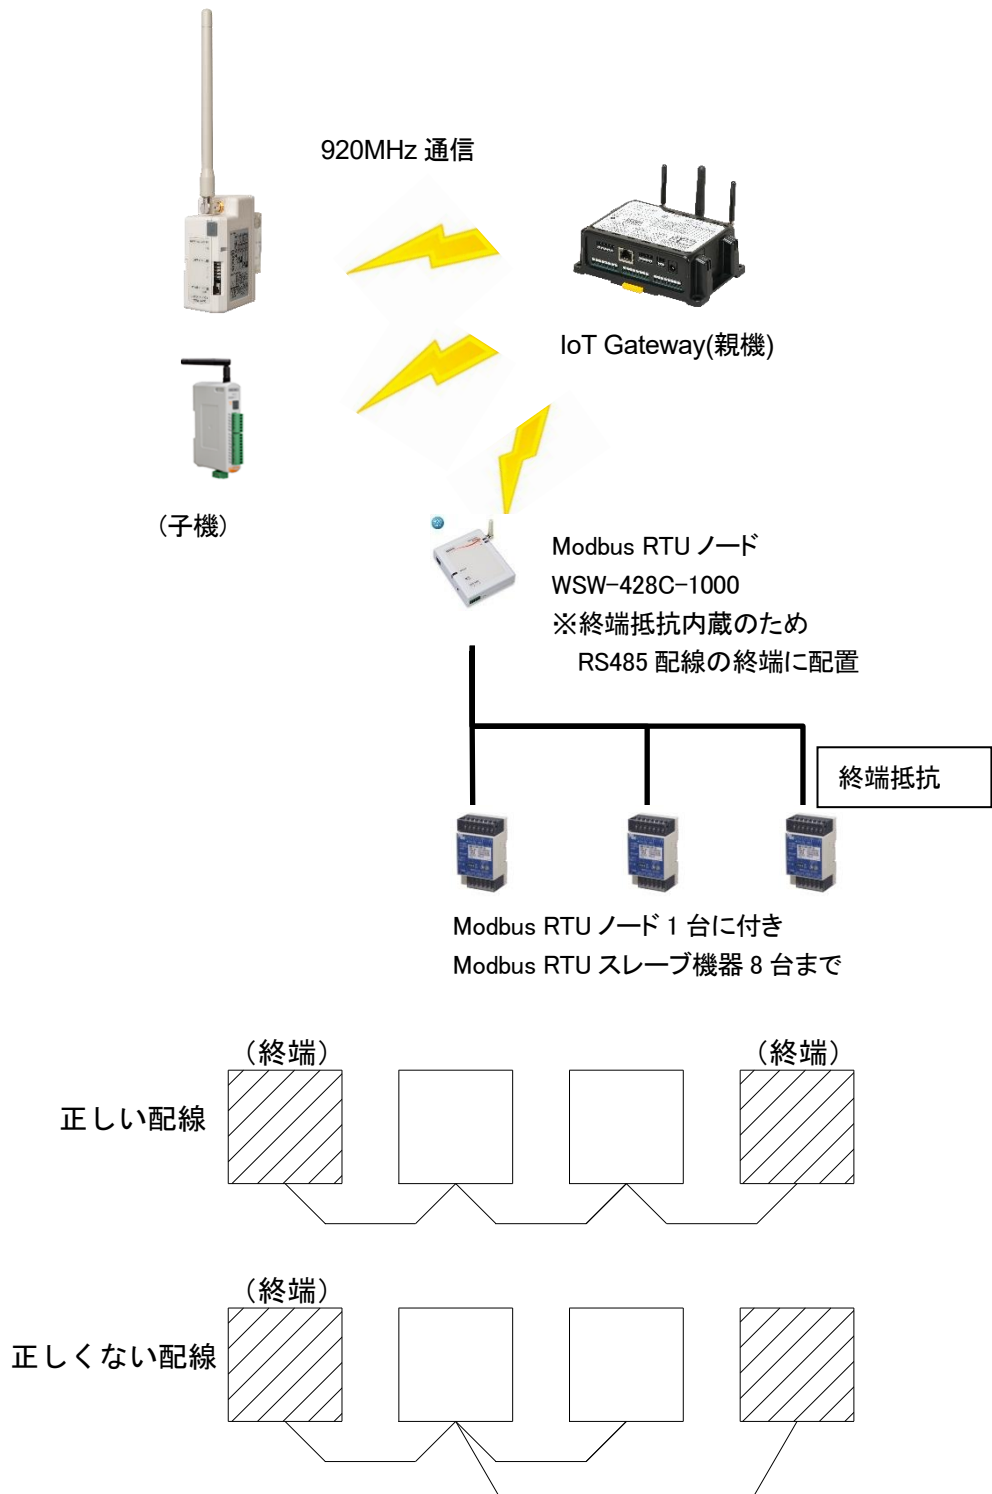 920MHz 通信
IoT Gateway(親機)
(子機)
Modbus RTU ノード
WSW-428C-1000
※終端抵抗内蔵のため
RS485 配線の終端に配置
終端抵抗
Modbus RTU ノード 1 台に付き
Modbus RTU スレーブ機器 8 台まで
(終端)
(終端)
正しい配線
(終端)
正しくない配線